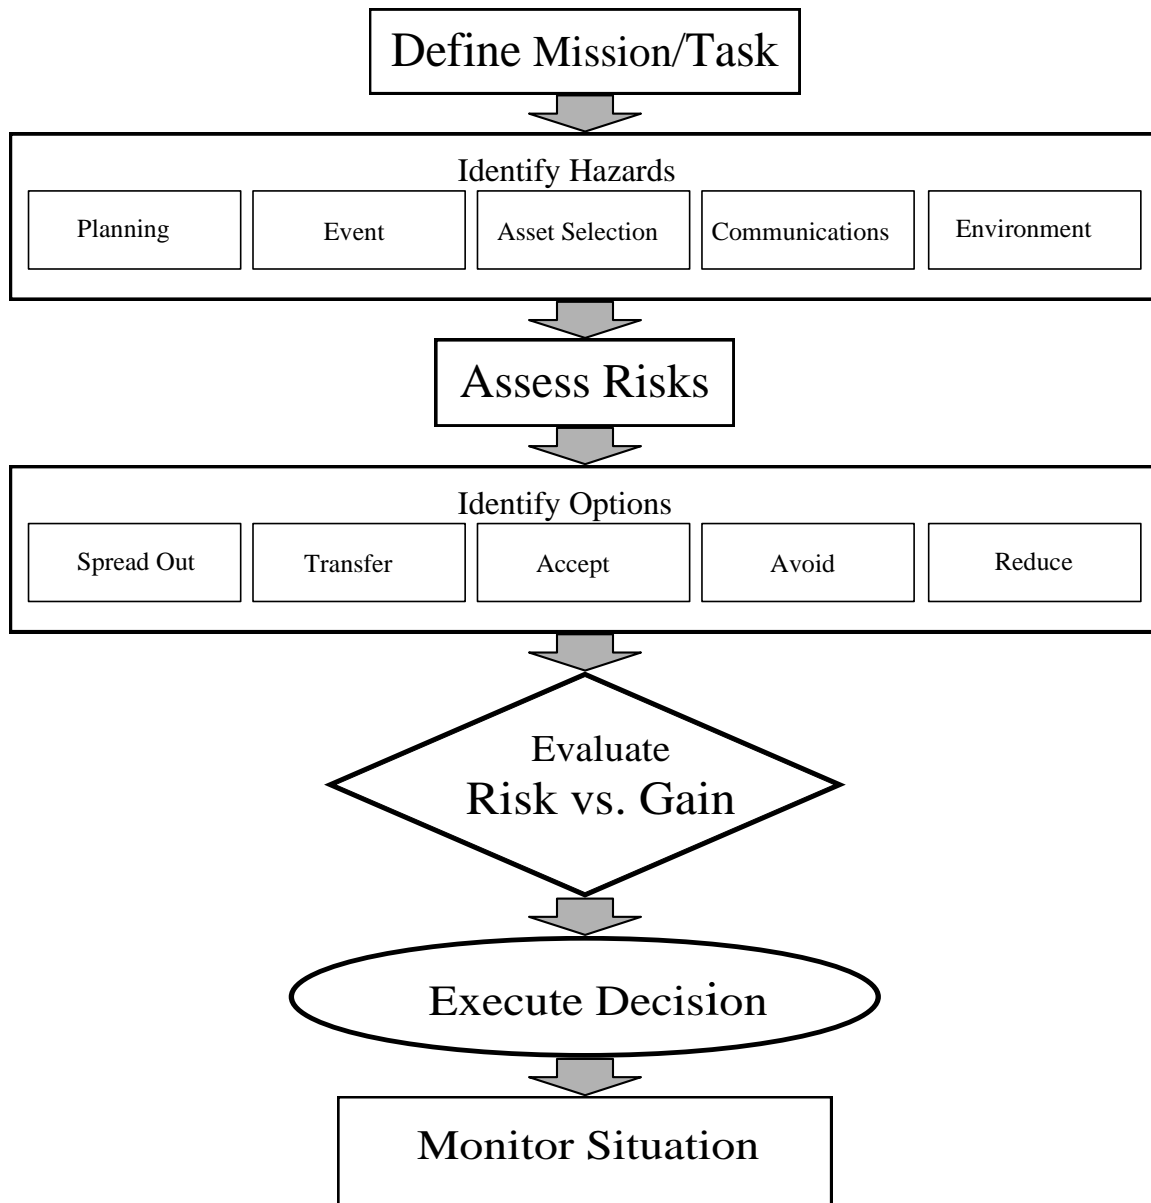 Define Mission/Task
Identify Hazards
Planning
Event
Asset Selection
Communications
Environment
Assess Risks
Identify Options
Spread Out
Transfer
Accept
Avoid
Reduce
Evaluate
Risk vs. Gain
Execute Decision
Monitor Situation